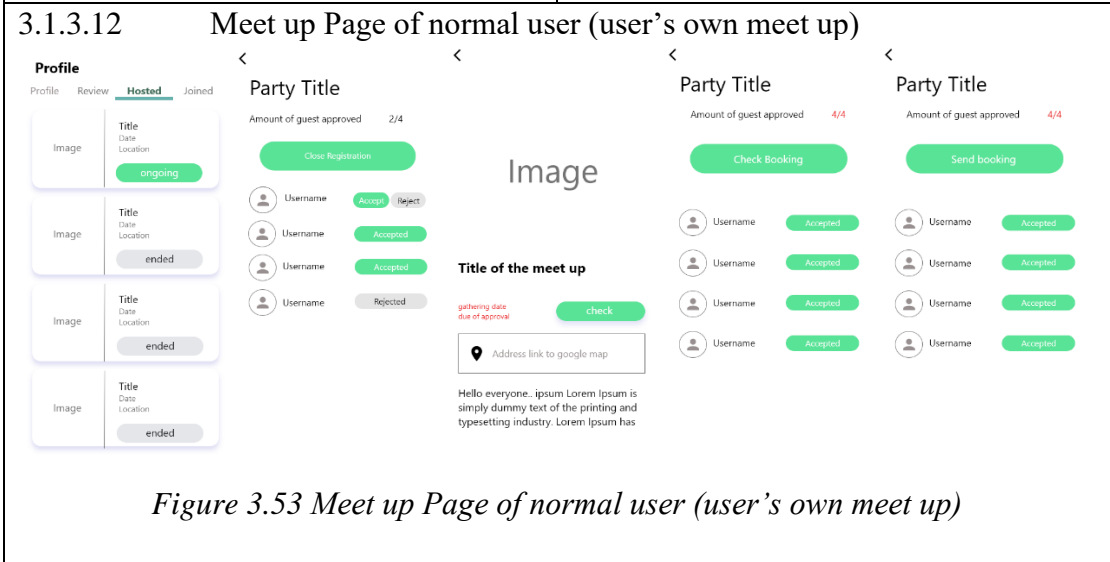 3.1.3.12 Meet up Page of normal user (user’s own meet up)
Profile
Profile Review Hosted Joined
Image
Title
Date
Location
ongoing
Image
Title
Date
Location
ended
Image
Title
Date
Location
ended
Image
Title
Date
Location
ended
<
Party Title
Amount of guest approved 2/4
Close Registration
Username Accept Reject
Username Accepted
Username Accepted
Username Rejected
<
Image
Title of the meet up
gathering date
due of approval
check
Address link to google map
Hello everyone.. ipsum Lorem Ipsum is
simply dummy text of the printing and
typesetting industry. Lorem Ipsum has
<
Party Title
Amount of guest approved 4/4
Check Booking
Username Accepted
Username Accepted
Username Accepted
Username Accepted
<
Party Title
Amount of guest approved 4/4
Send booking
Username Accepted
Username Accepted
Username Accepted
Username Accepted
Figure 3.53 Meet up Page of normal user (user’s own meet up)